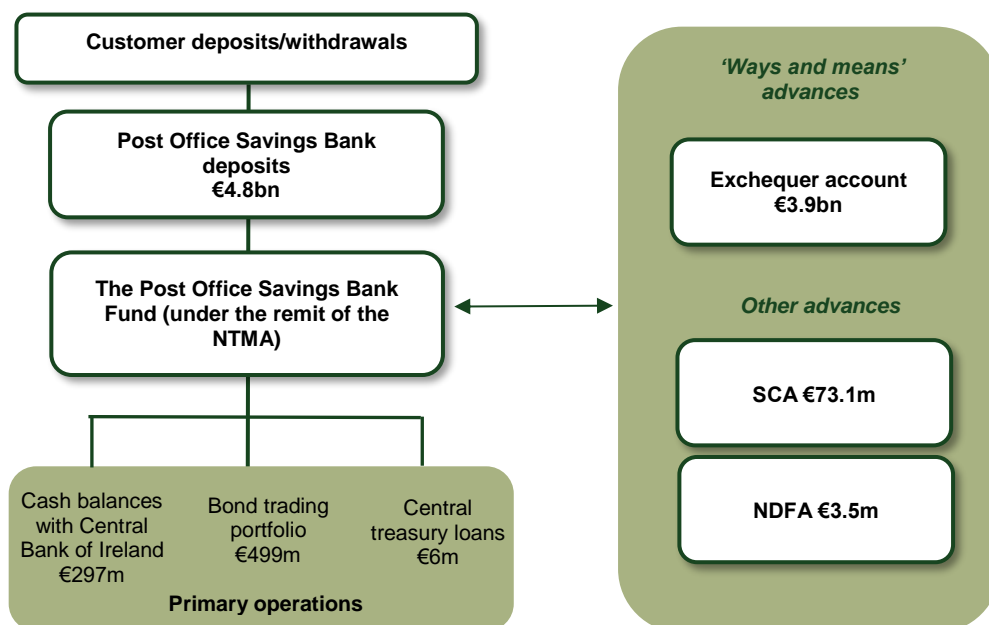 Customer deposits/withdrawals
Post Office Savings Bank
deposits
€4.8bn
The Post Office Savings Bank
Fund (under the remit of the
NTMA)
Cash balances
with Central
Bank of Ireland
€297m
Bond trading
portfolio
€499m
Central
treasury loans
€6m
Primary operations
‘Ways and means’
advances
Exchequer account
€3.9bn
Other advances
SCA €73.1m
NDFA €3.5m